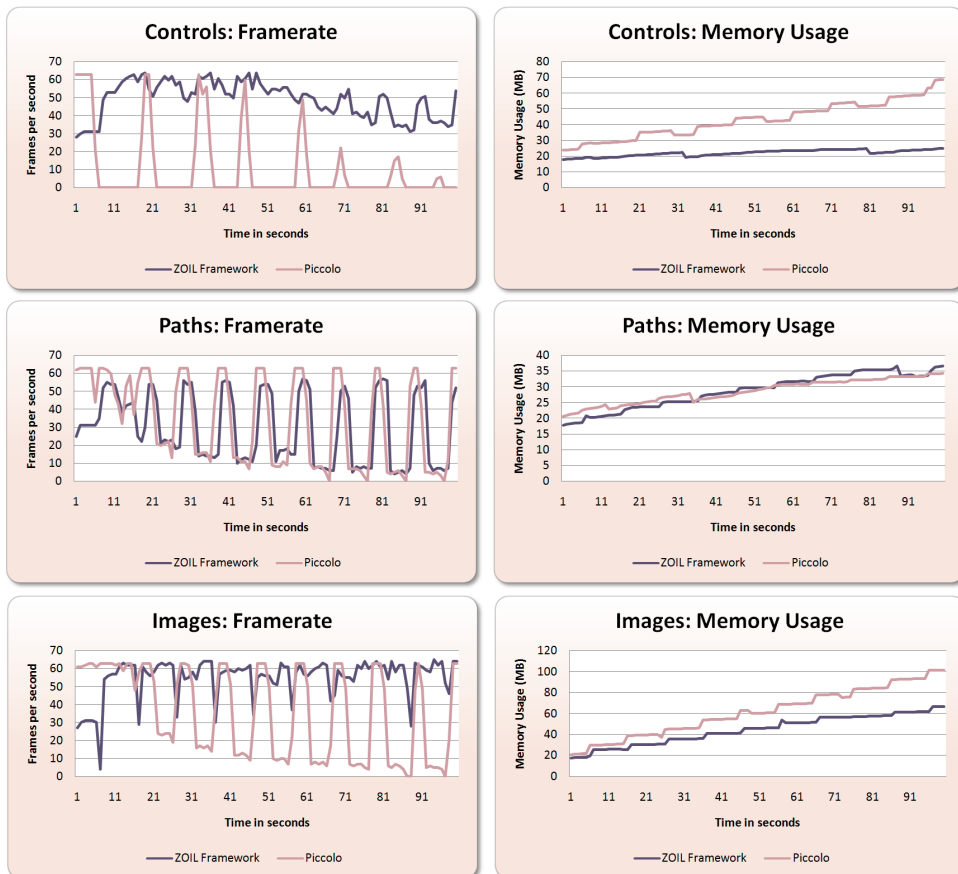 Controls: Framerate
Frames per second
70
60
50
40
30
20
10
0
1 11 21 31 41 51 61 71 81 91
Time in seconds
ZOIL Framework Piccolo
Controls: Memory Usage
Memory Usage (MB)
80
70
60
50
40
30
20
10
0
1 11 21 31 41 51 61 71 81 91
Time in seconds
ZOIL Framework Piccolo
Paths: Framerate
Frames per second
70
60
50
40
30
20
10
0
1 11 21 31 41 51 61 71 81 91
Time in seconds
ZOIL Framework Piccolo
Paths: Memory Usage
Memory Usage (MB)
40
35
30
25
20
15
10
5
0
1 11 21 31 41 51 61 71 81 91
Time in seconds
ZOIL Framework Piccolo
Images: Framerate
Frames per second
70
60
50
40
30
20
10
0
1 11 21 31 41 51 61 71 81 91
Time in seconds
ZOIL Framework Piccolo
Images: Memory Usage
Memory Usage (MB)
120
100
80
60
40
20
0
1 11 21 31 41 51 61 71 81 91
Time in seconds
ZOIL Framework Piccolo